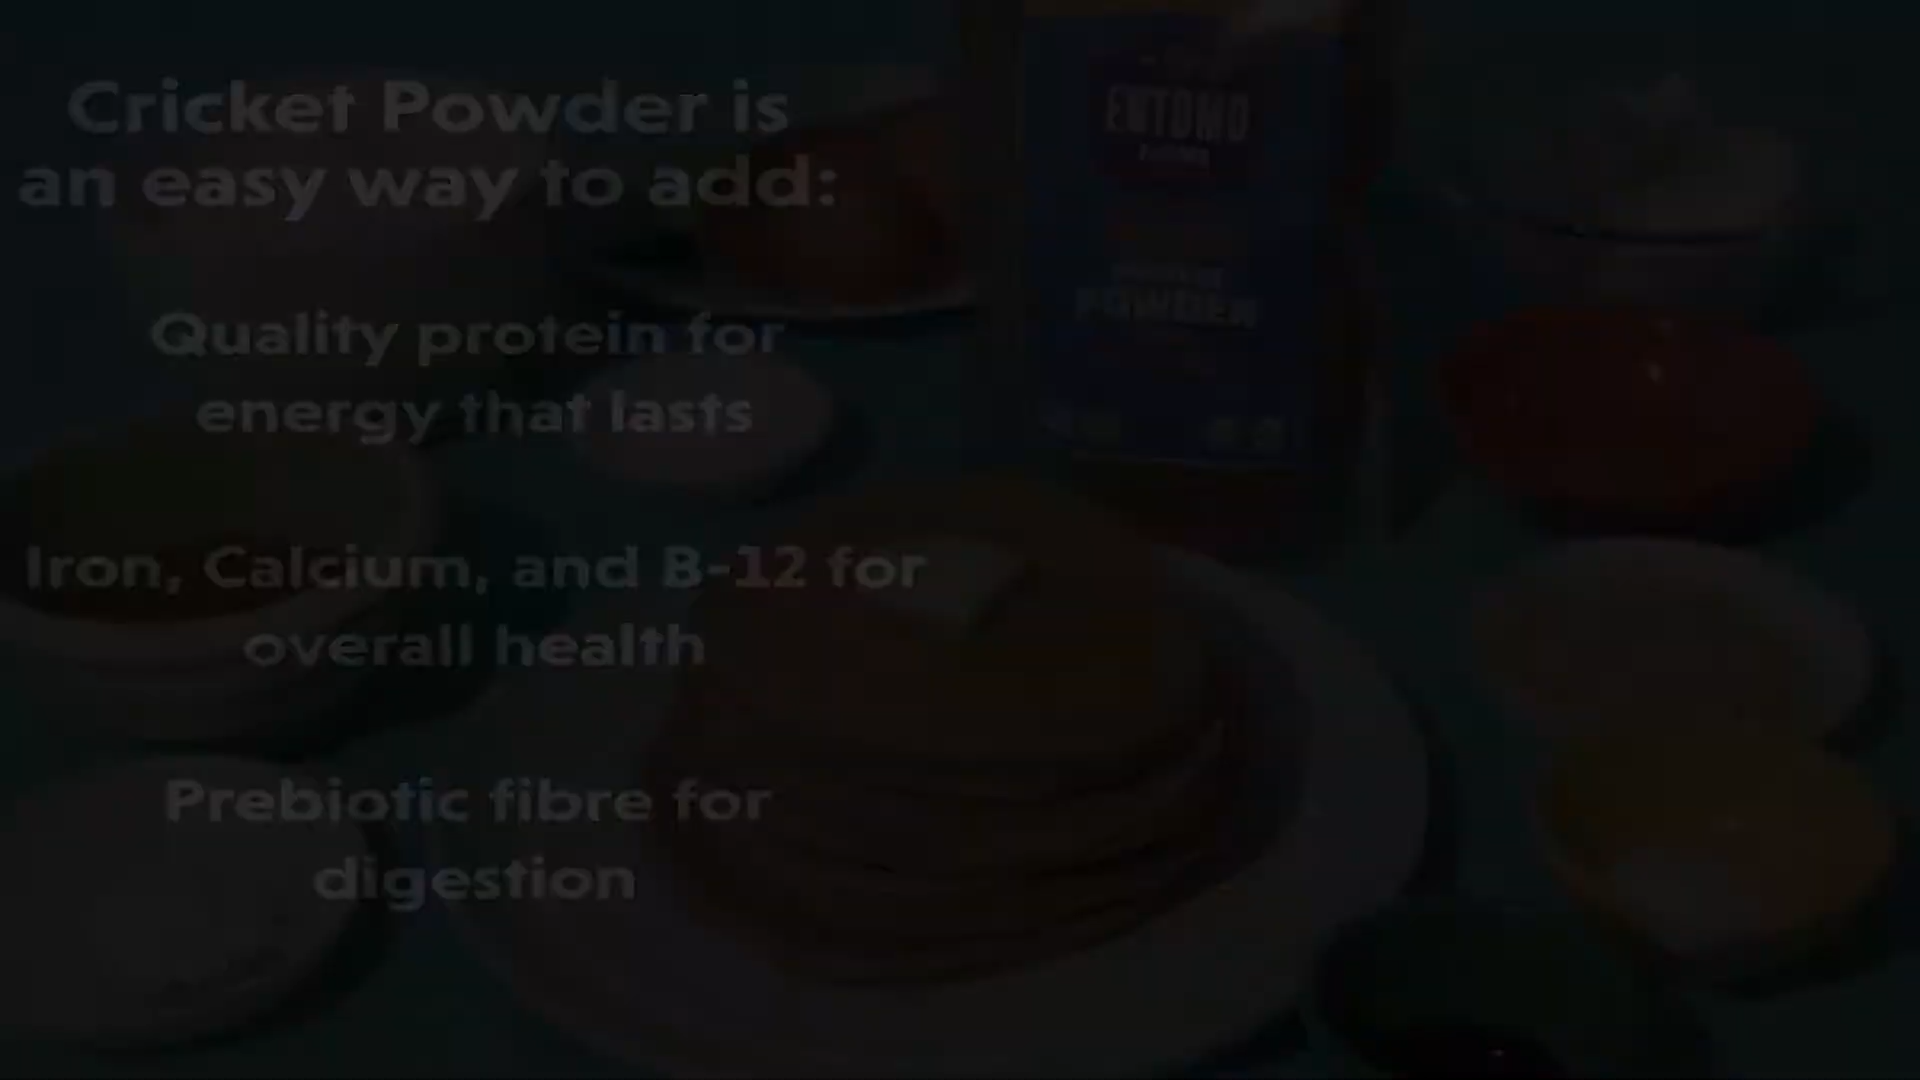 Cricket Powder is
an easy way to add:
Quality protein for
energy that lasts
Iron, Calcium, and B-12 for
overall health
Prebiotic fibre for
digestion
ENTOMO
FARMS
POWDER